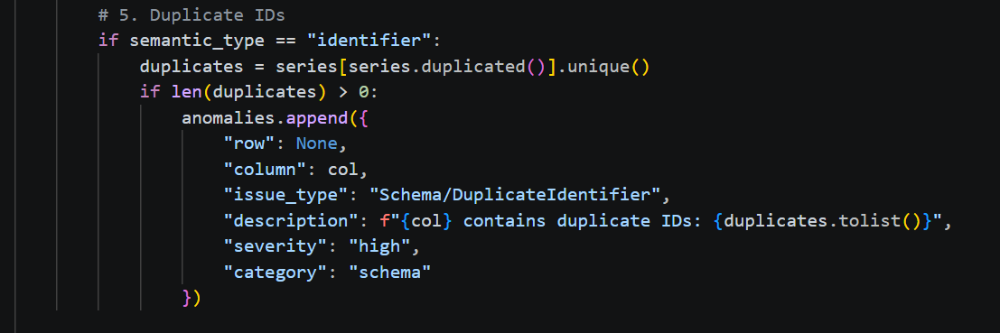 # 5. Duplicate IDs
if semantic_type == "identifier":
    duplicates = series[series.duplicated()].unique()
    if len(duplicates) > 0:
        anomalies.append({
            "row": None,
            "column": col,
            "issue_type": "Schema/DuplicateIdentifier",
            "description": f"{col} contains duplicate IDs: {duplicates.tolist()}",
            "severity": "high",
            "category": "schema"
        })